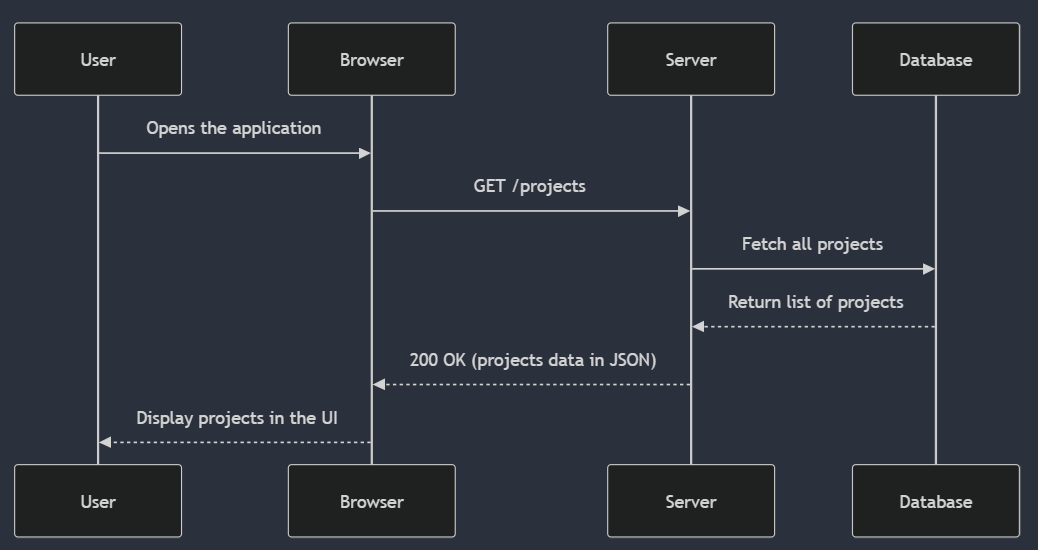 User
Browser
Server
Database
Opens the application
GET /projects
Fetch all projects
Return list of projects
200 OK (projects data in JSON)
Display projects in the UI
User
Browser
Server
Database